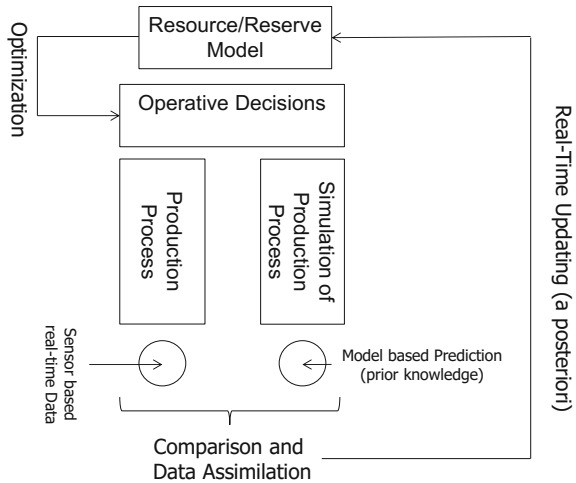 Resource/Reserve
Model
Optimization
Operative Decisions
Production
Process
Simulation of
Production
Process
Sensor based
real-time Data
Model based Prediction
(prior knowledge)
Comparison and
Data Assimilation
Real-Time Updating (a posteriori)